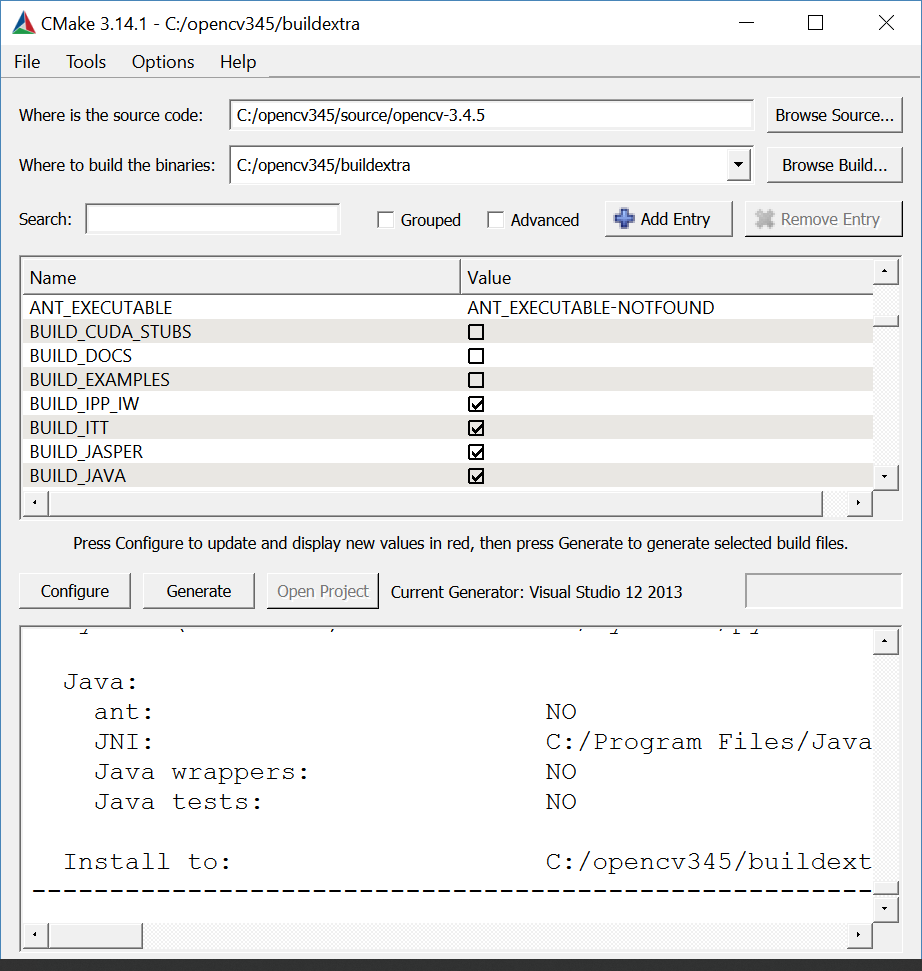 CMake 3.14.1 - C:/opencv345/buildextra
File Tools Options Help
Where is the source code: C:/opencv345/source/opencv-3.4.5 Browse Source...
Where to build the binaries: C:/opencv345/buildextra Browse Build...
Search: Grouped Advanced Add Entry Remove Entry
Name Value
ANT_EXECUTABLE ANT_EXECUTABLE-NOTFOUND
BUILD_CUDA_STUBS
BUILD_DOCS
BUILD_EXAMPLES
BUILD_IPP_IW
BUILD_ITT
BUILD_JASPER
BUILD_JAVA
Press Configure to update and display new values in red, then press Generate to generate selected build files.
Configure Generate Open Project Current Generator: Visual Studio 12 2013
Java:
ant: NO
JNI: C:/Program Files/Java
Java wrappers: NO
Java tests: NO
Install to: C:/opencv345/buildext
--------------------------------------------------------